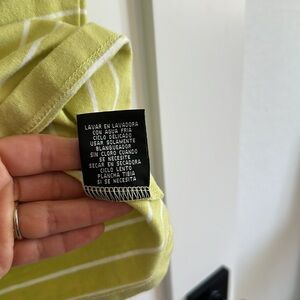 LAVAR EN LAVADORA
CON AGUA FRIA
CICLO DELICADO
USAR SOLAMENTE
BLANQUEADOR
SIN CLORO CUANDO
SE NECESITE
SECAR EN SECADORA
CICLO LENTO
PLANCHA TIBIA
SI SE NECESITA